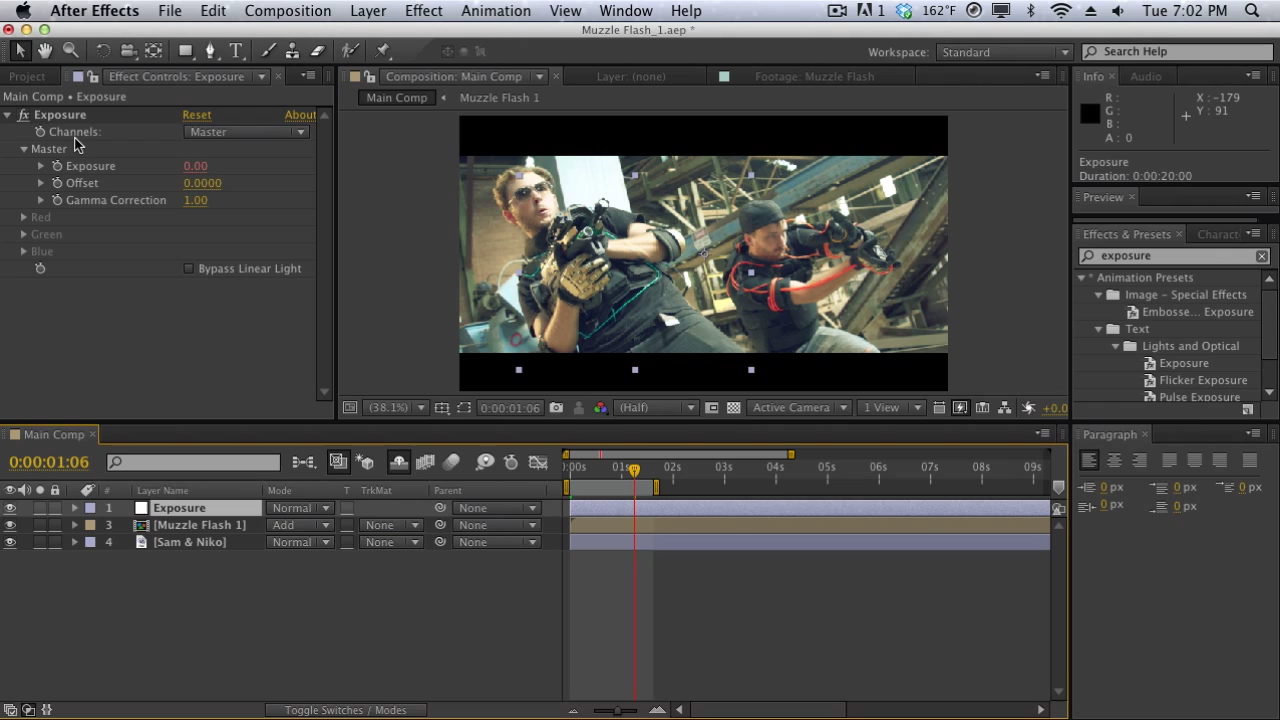 After Effects File Edit Composition Layer Effect Animation View Window Help 1 162°F Tue 7:02 PM
Muzzle Flash_1.aep *
T Workspace: Standard Search Help
Project Effect Controls: Exposure Composition: Main Comp Layer: (none) Footage: Muzzle Flash Info Audio
Main Comp • Exposure Main Comp Muzzle Flash 1
fx Exposure Reset About
Channels: Master
Master
Exposure 0.00
Offset 0.0000
Gamma Correction 1.00
Red
Green
Blue
Bypass Linear Light
R : X : -179
G : Y : 91
B :
A : 0
Exposure
Duration: 0:00:20:00
Preview
Effects & Presets Charact
exposure
* Animation Presets
Image - Special Effects
Embosse... Exposure
Text
Lights and Optical
Exposure
Flicker Exposure
Pulse Exposure
(38.1%) 0:00:01:06 (Half) Active Camera 1 View +0.0
Main Comp
0:00:01:06 :00s 01s 02s 03s 04s 05s 06s 07s 08s 09s
# Layer Name Mode T TrkMat Parent
1 Exposure Normal None
3 [Muzzle Flash 1] Add None None
4 [Sam & Niko] Normal None None
Toggle Switches / Modes
Paragraph
0 px 0 px 0 px
0 px 0 px